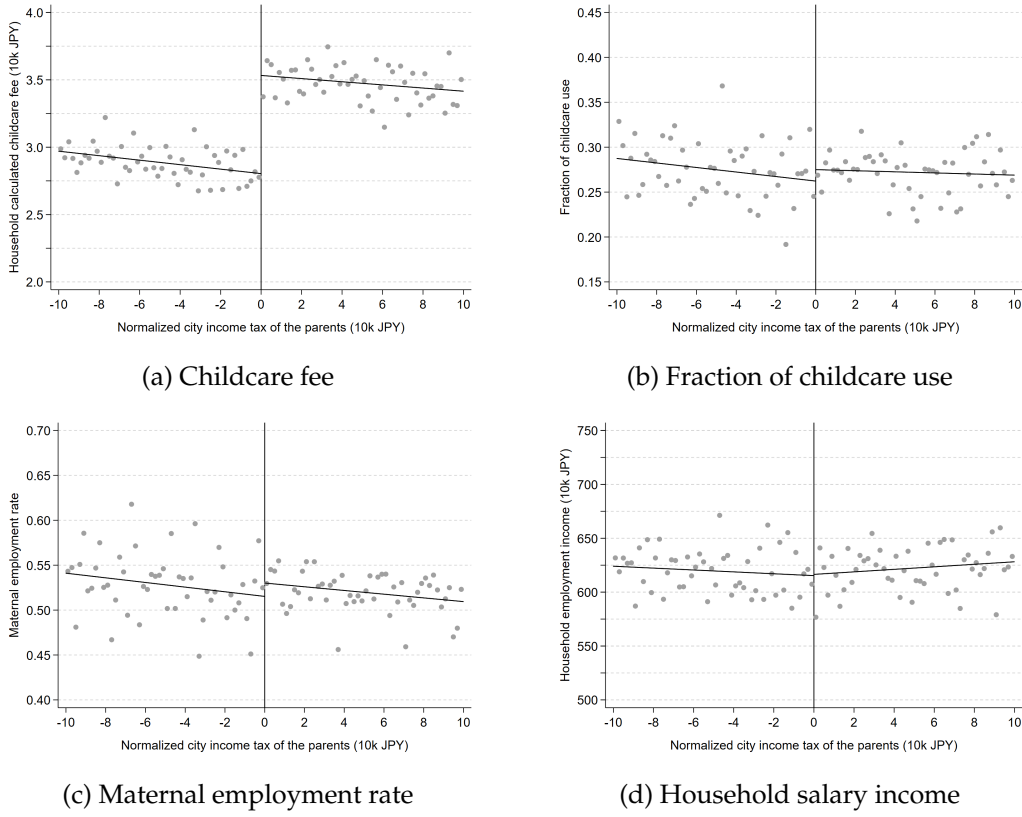 Household calculated childcare fee (10k JPY)
4.0
3.5
3.0
2.5
2.0
-10 -8 -6 -4 -2 0 2 4 6 8 10
Normalized city income tax of the parents (10k JPY)
(a) Childcare fee
Fraction of childcare use
0.45
0.40
0.35
0.30
0.25
0.20
0.15
-10 -8 -6 -4 -2 0 2 4 6 8 10
Normalized city income tax of the parents (10k JPY)
(b) Fraction of childcare use
Maternal employment rate
0.70
0.65
0.60
0.55
0.50
0.45
0.40
-10 -8 -6 -4 -2 0 2 4 6 8 10
Normalized city income tax of the parents (10k JPY)
(c) Maternal employment rate
Household employment income (10k JPY)
750
700
650
600
550
500
-10 -8 -6 -4 -2 0 2 4 6 8 10
Normalized city income tax of the parents (10k JPY)
(d) Household salary income